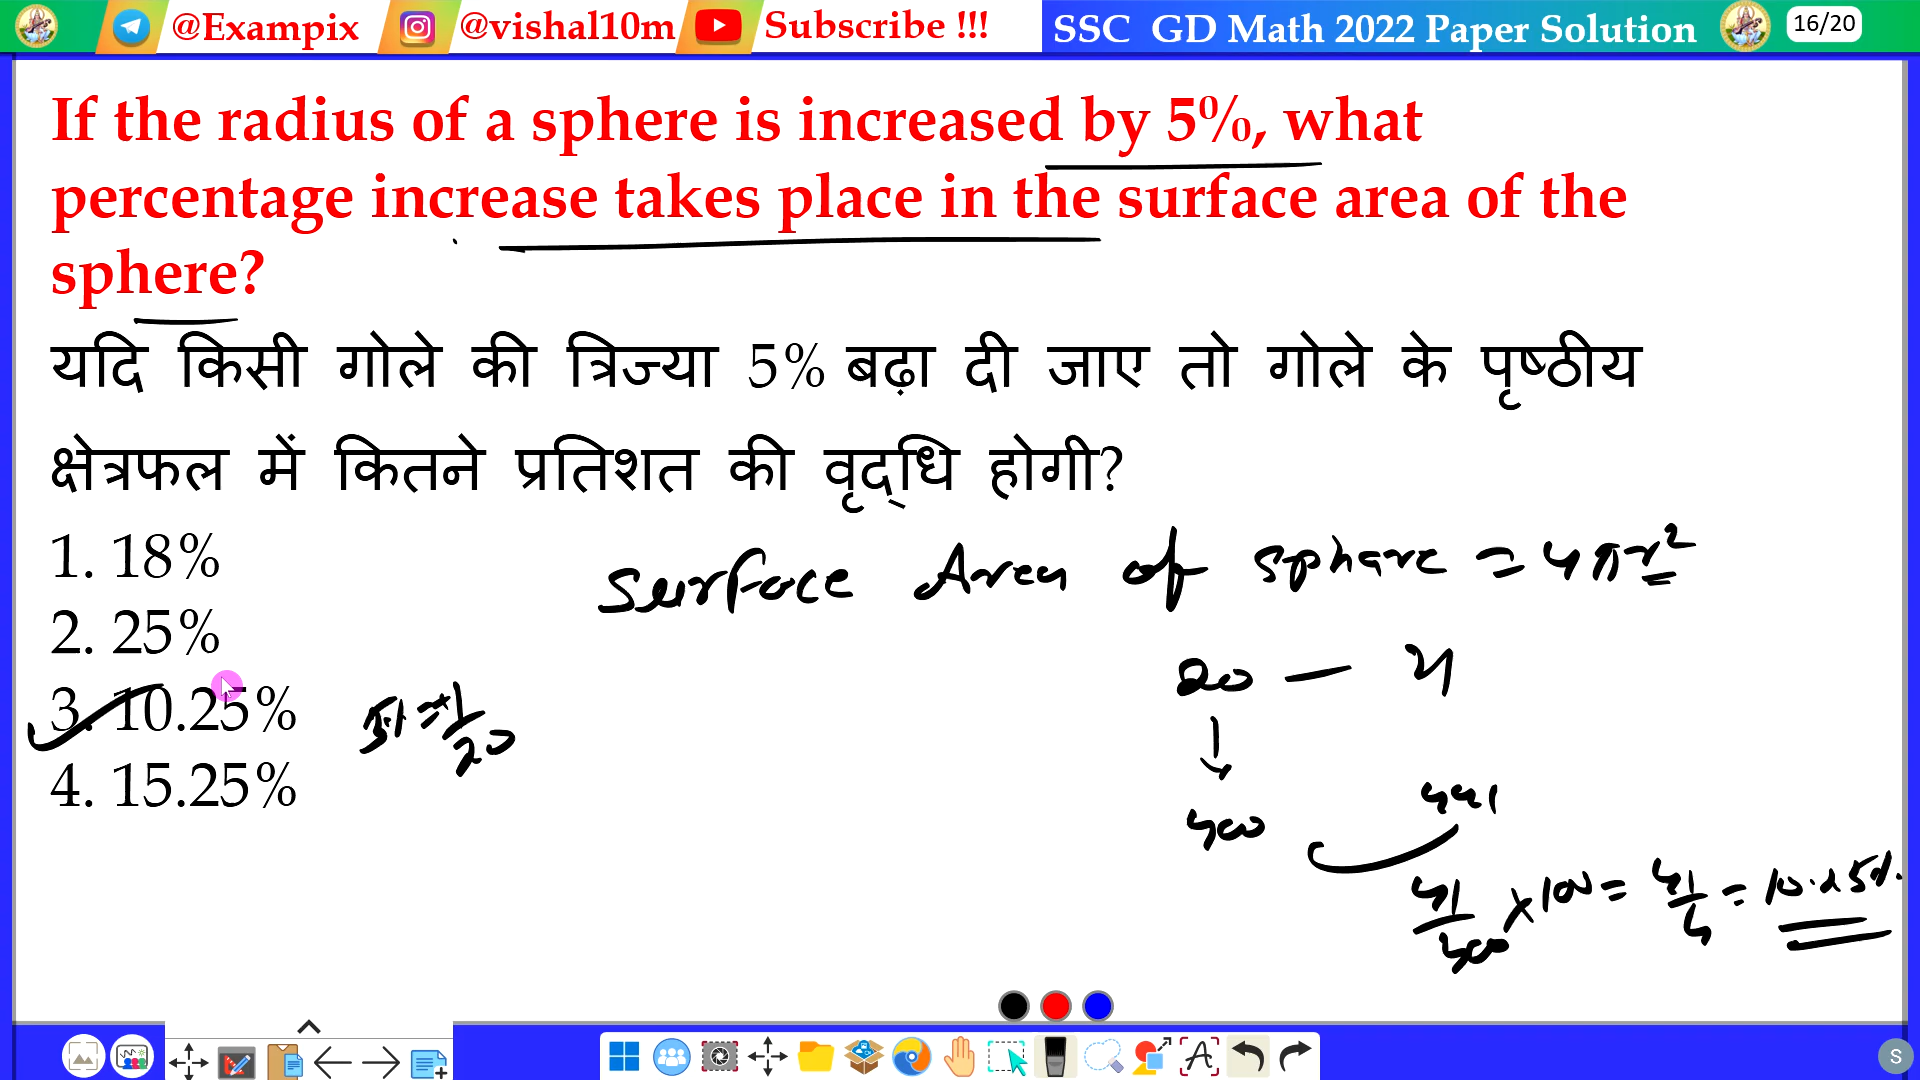 @Exampix @vishal10m Subscribe !!! SSC GD Math 2022 Paper Solution 16/20
If the radius of a sphere is increased by 5%, what
percentage increase takes place in the surface area of the
sphere?
यदि किसी गोले की त्रिज्या 5% बढ़ा दी जाए तो गोले के पृष्ठीय
क्षेत्रफल में कितने प्रतिशत की वृद्धि होगी?
1. 18%
2. 25%
3. 10.25%
4. 15.25%
Surface Area of sphare = 4πr²
20 — 21
5% = +1/20
400 441
41/400 × 100 = 41/4 = 10.25%
S